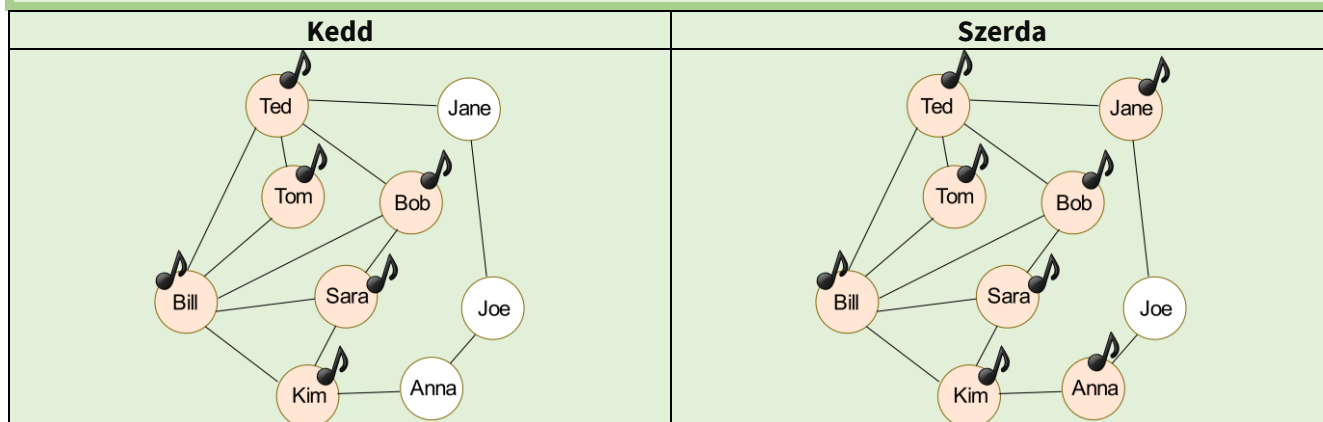 Kedd
Szerda
Ted
Jane
Tom
Bob
Bill
Sara
Joe
Kim
Anna
Ted
Jane
Tom
Bob
Bill
Sara
Joe
Kim
Anna